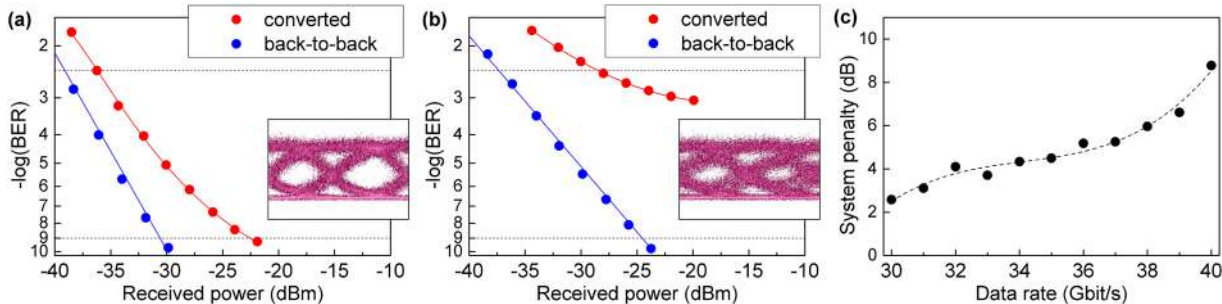 (a)
converted
back-to-back
-log(BER)
2
3
4
5
6
7
8
9
10
-40 -35 -30 -25 -20 -15 -10
Received power (dBm)
(b)
converted
back-to-back
-log(BER)
2
3
4
5
6
7
8
9
10
-40 -35 -30 -25 -20 -15 -10
Received power (dBm)
(c)
System penalty (dB)
10
8
6
4
2
0
30 32 34 36 38 40
Data rate (Gbit/s)